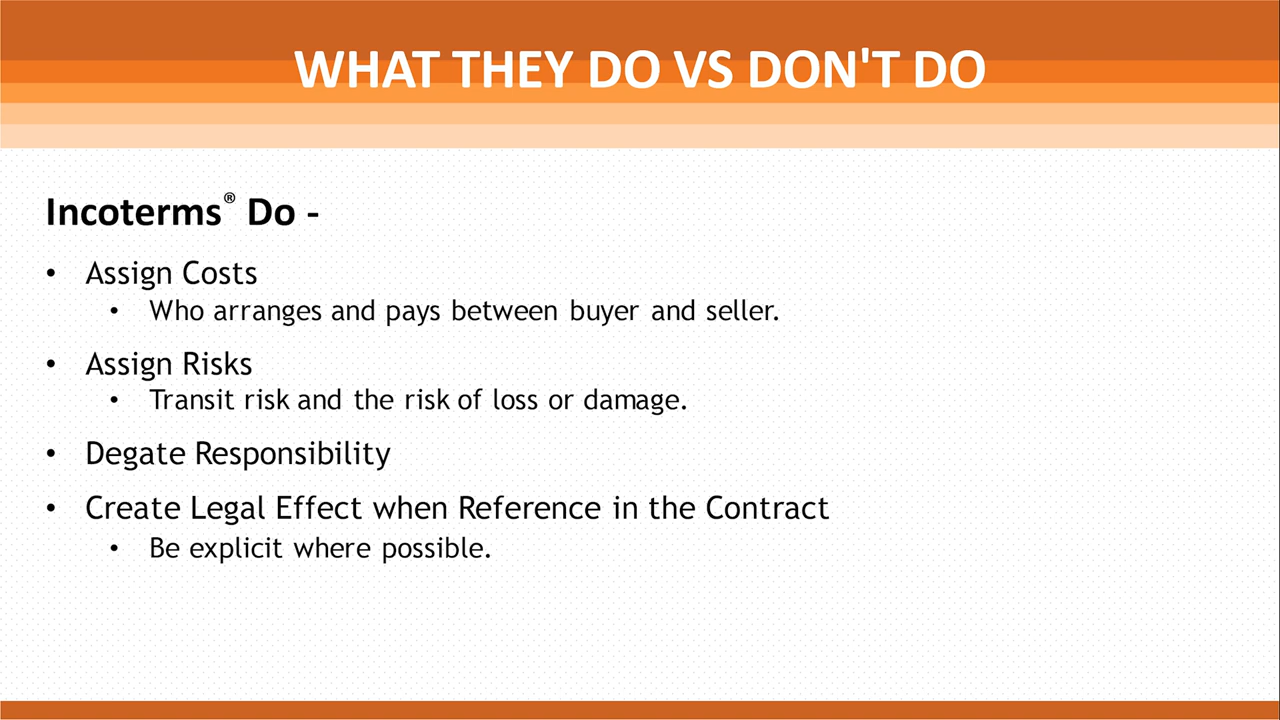 WHAT THEY DO VS DON'T DO
Incoterms® Do -
• Assign Costs
• Who arranges and pays between buyer and seller.
• Assign Risks
• Transit risk and the risk of loss or damage.
• Degate Responsibility
• Create Legal Effect when Reference in the Contract
• Be explicit where possible.